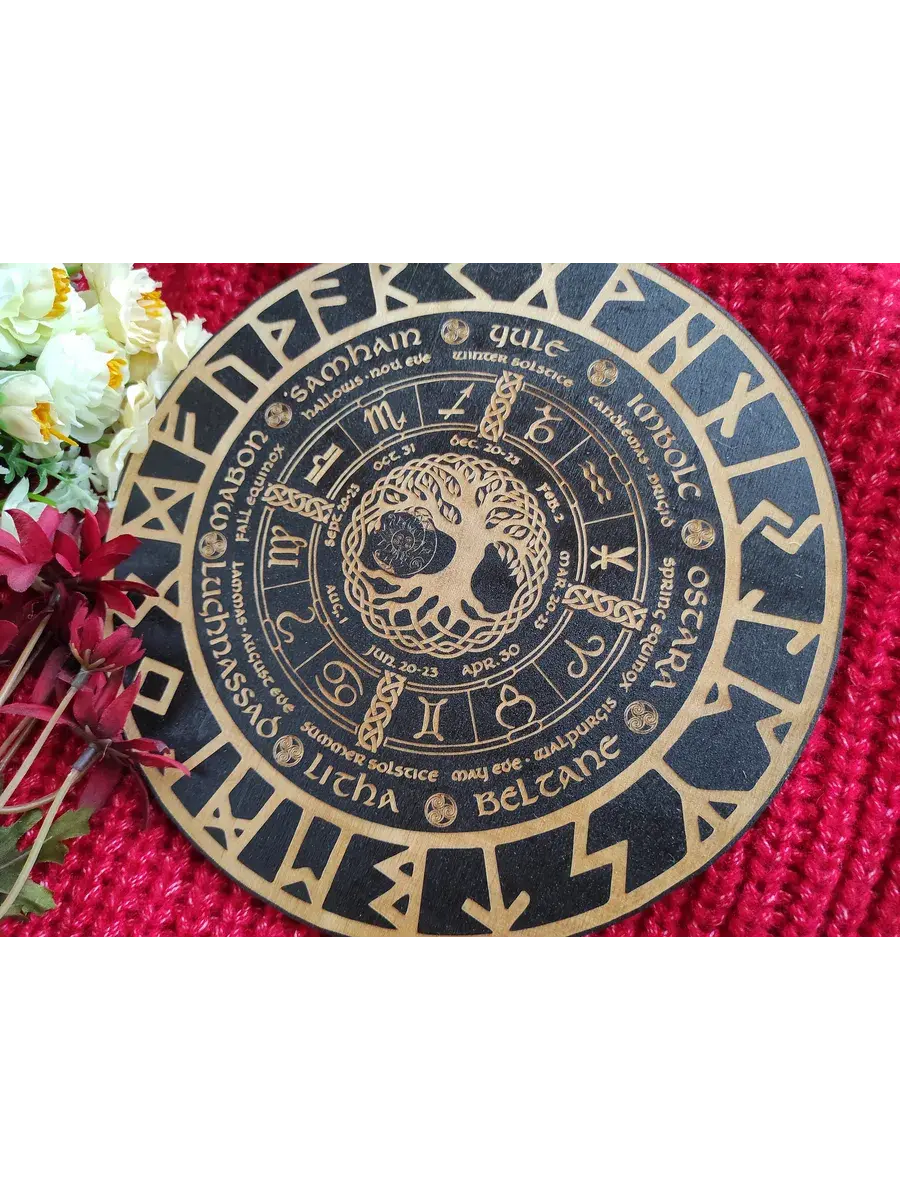 YULE
WINTER SOLSTICE
DEC. 20-23
IMBOLC
CANDLEMAS · BRIGID
FEB. 2
OSTARA
SPRING EQUINOX
MAR. 20-23
BELTANE
MAY EVE · WALPURGIS
APR. 30
LITHA
SUMMER SOLSTICE
JUN. 20-23
LUGHNASSAD
LAMMAS · AUGUST EVE
AUG. 1
MABON
FALL EQUINOX
SEPT. 20-23
SAMHAIN
HALLOWS · NOV EVE
OCT. 31